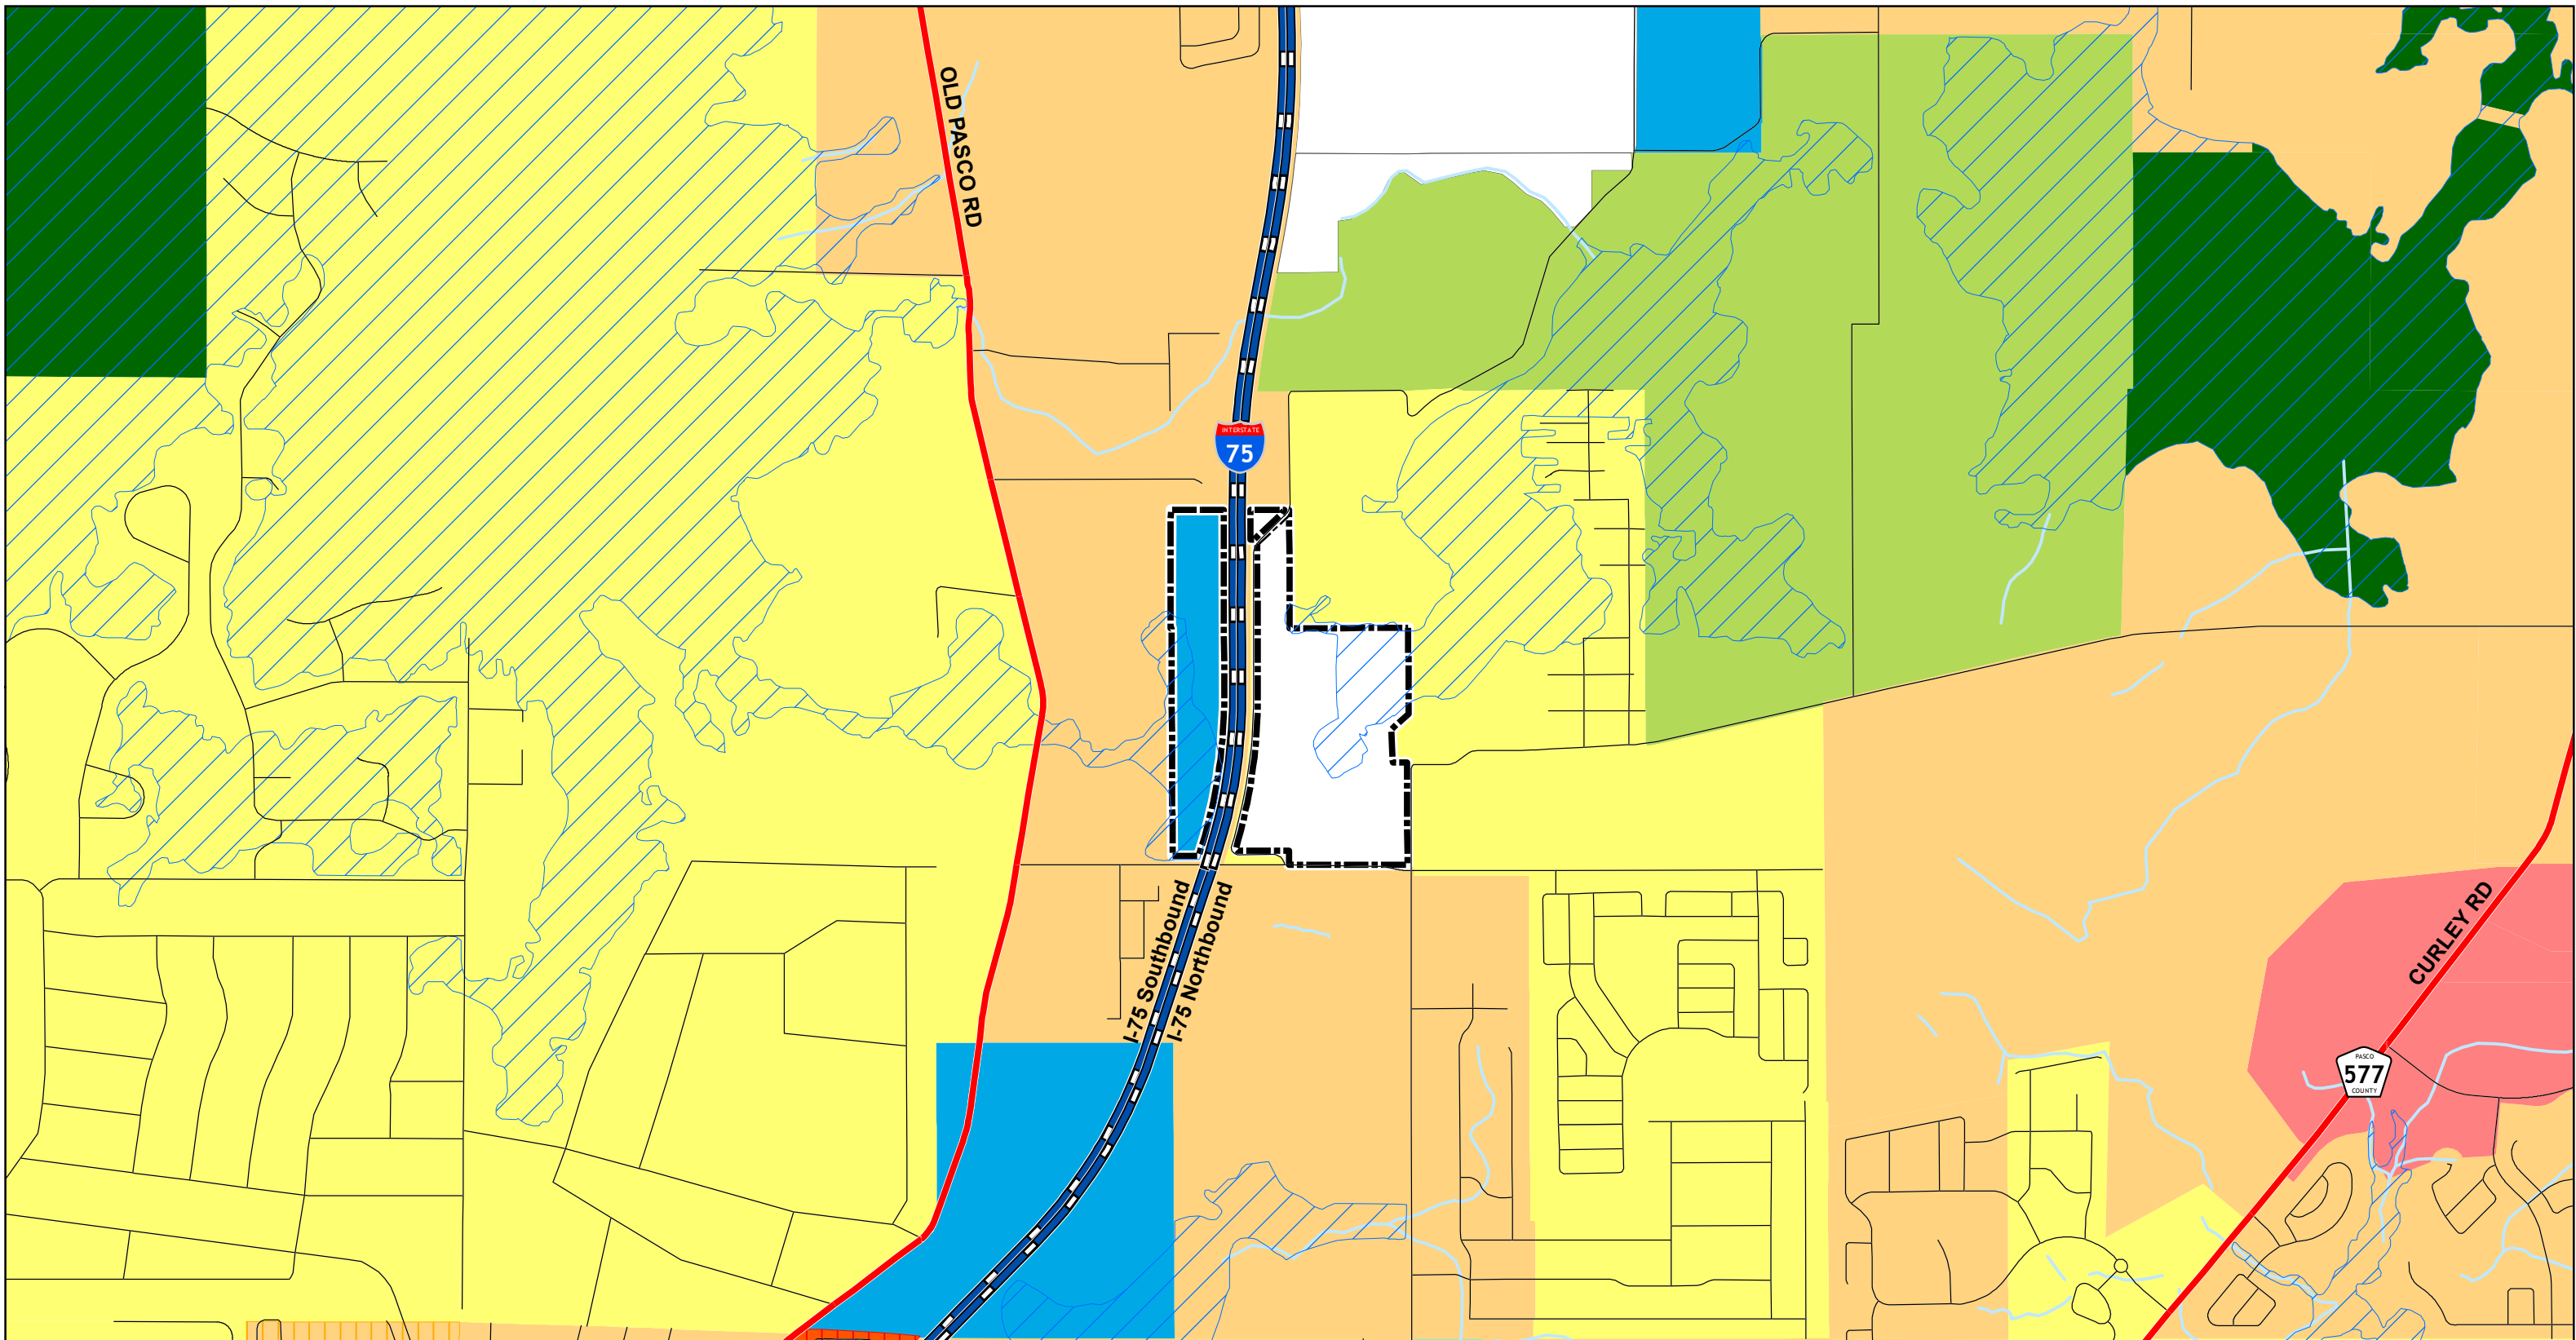 OLD PASCO RD
INTERSTATE
75
I-75 Southbound
I-75 Northbound
CURLEY RD
PASCO
577
COUNTY